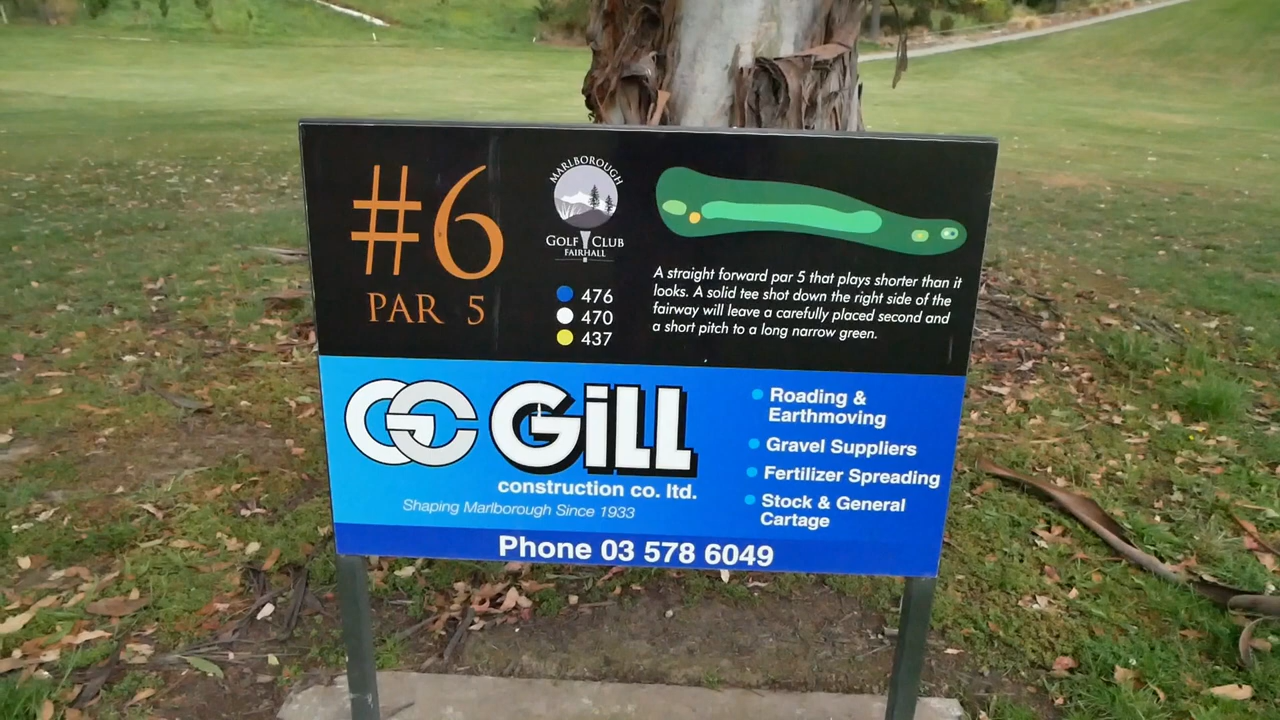 #6
PAR 5
MARLBOROUGH
GOLF CLUB
FAIRHALL
476
470
437
A straight forward par 5 that plays shorter than it
looks. A solid tee shot down the right side of the
fairway will leave a carefully placed second and
a short pitch to a long narrow green.
GC GiLL
construction co. ltd.
Shaping Marlborough Since 1933
Roading &
Earthmoving
Gravel Suppliers
Fertilizer Spreading
Stock & General
Cartage
Phone 03 578 6049